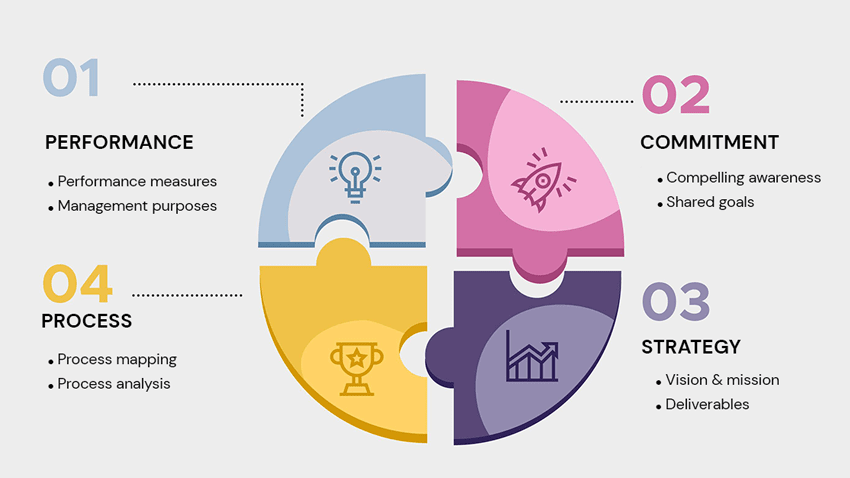 01
PERFORMANCE
• Performance measures
• Management purposes
02
COMMITMENT
• Compelling awareness
• Shared goals
03
STRATEGY
• Vision & mission
• Deliverables
04
PROCESS
• Process mapping
• Process analysis